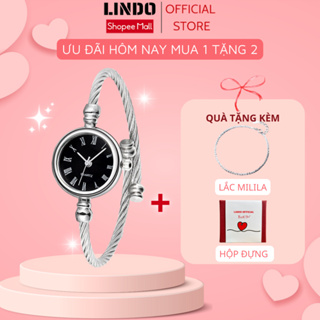 LINDO OFFICIAL
Shopee Mall STORE
ƯU ĐÃI HÔM NAY MUA 1 TẶNG 2
QUÀ TẶNG KÈM
QUARTZ
+
LẮC MILILA
HỘP ĐỰNG